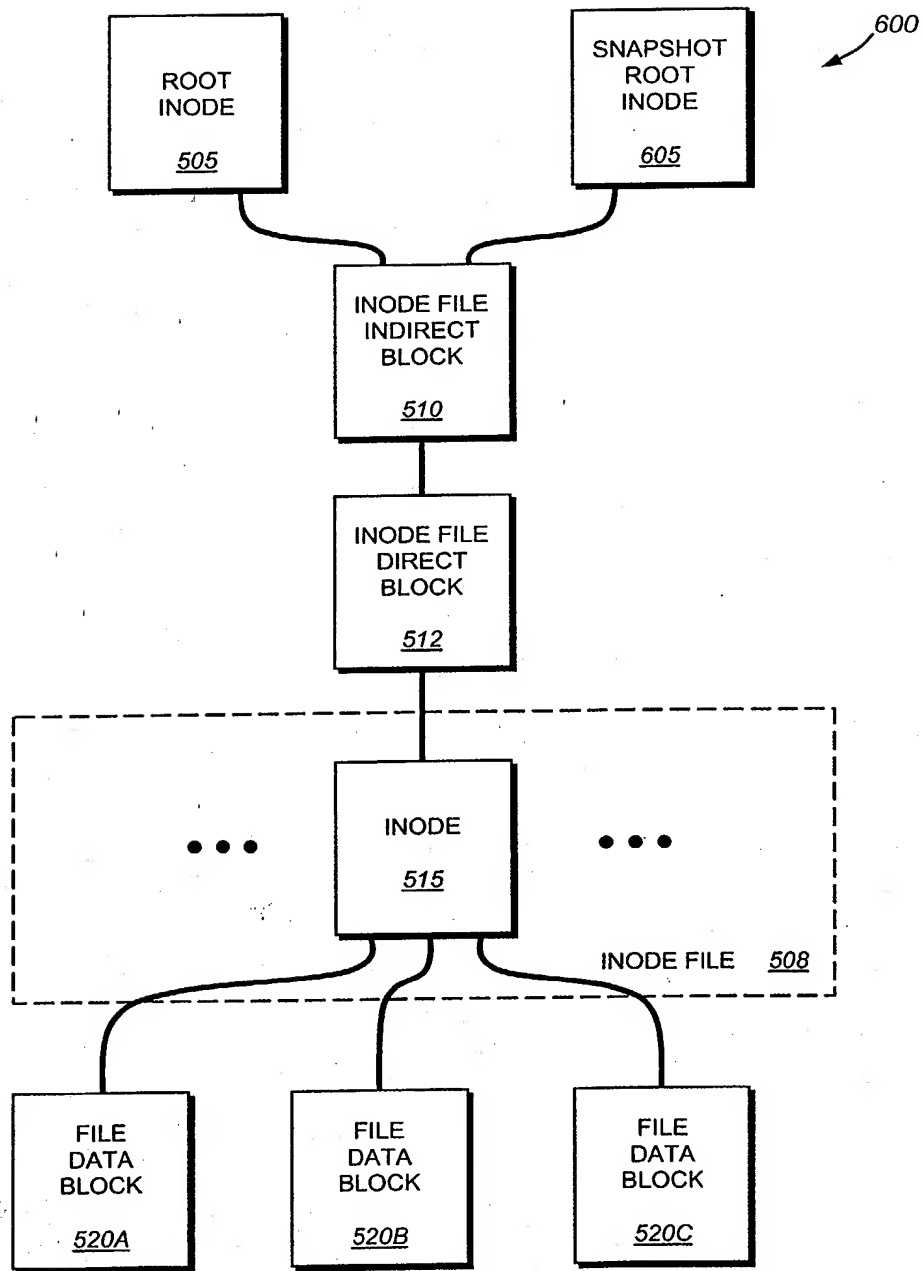 600
ROOT
INODE
505
SNAPSHOT
ROOT
INODE
605
INODE FILE
INDIRECT
BLOCK
510
INODE FILE
DIRECT
BLOCK
512
INODE
515
INODE FILE 508
FILE
DATA
BLOCK
520A
FILE
DATA
BLOCK
520B
FILE
DATA
BLOCK
520C